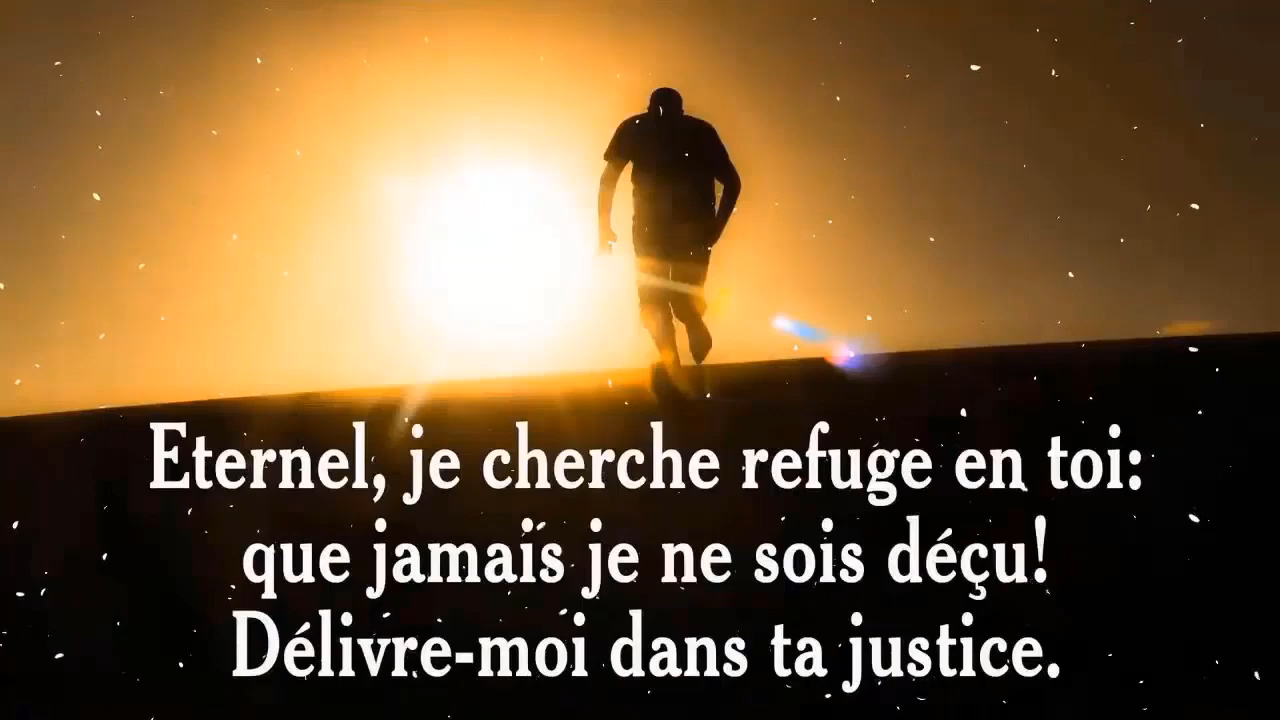 Eternel, je cherche refuge en toi:
que jamais je ne sois déçu!
Délivre-moi dans ta justice.